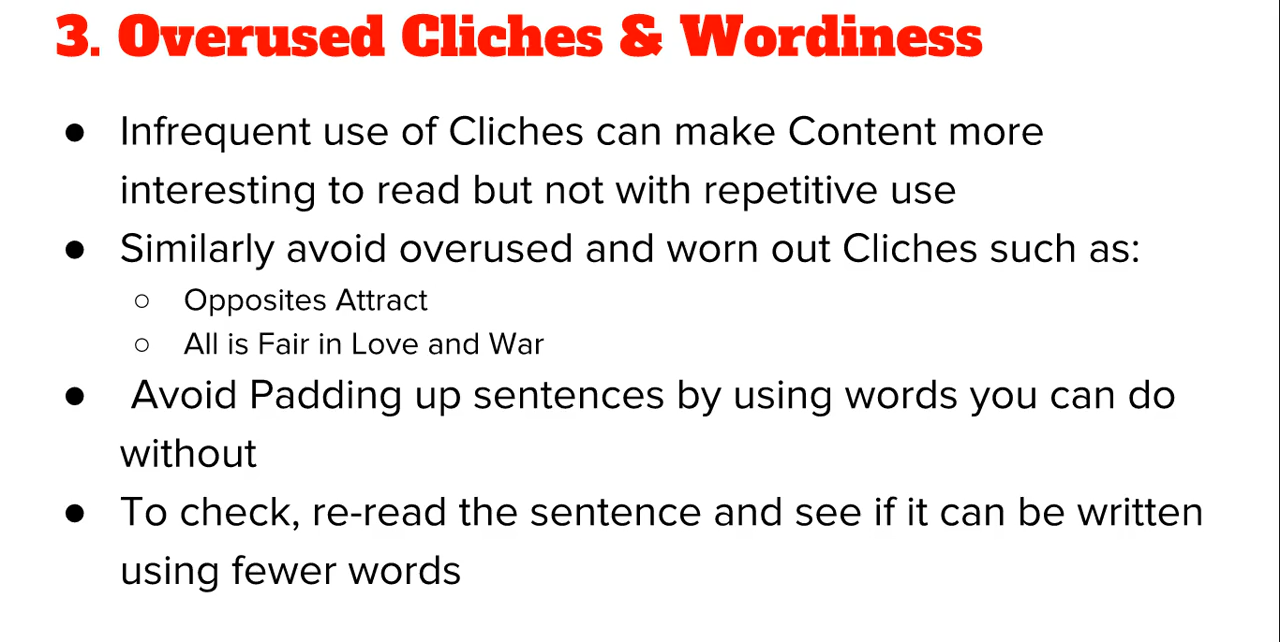 3. Overused Cliches & Wordiness
● Infrequent use of Cliches can make Content more
interesting to read but not with repetitive use
● Similarly avoid overused and worn out Cliches such as:
○ Opposites Attract
○ All is Fair in Love and War
● Avoid Padding up sentences by using words you can do
without
● To check, re-read the sentence and see if it can be written
using fewer words